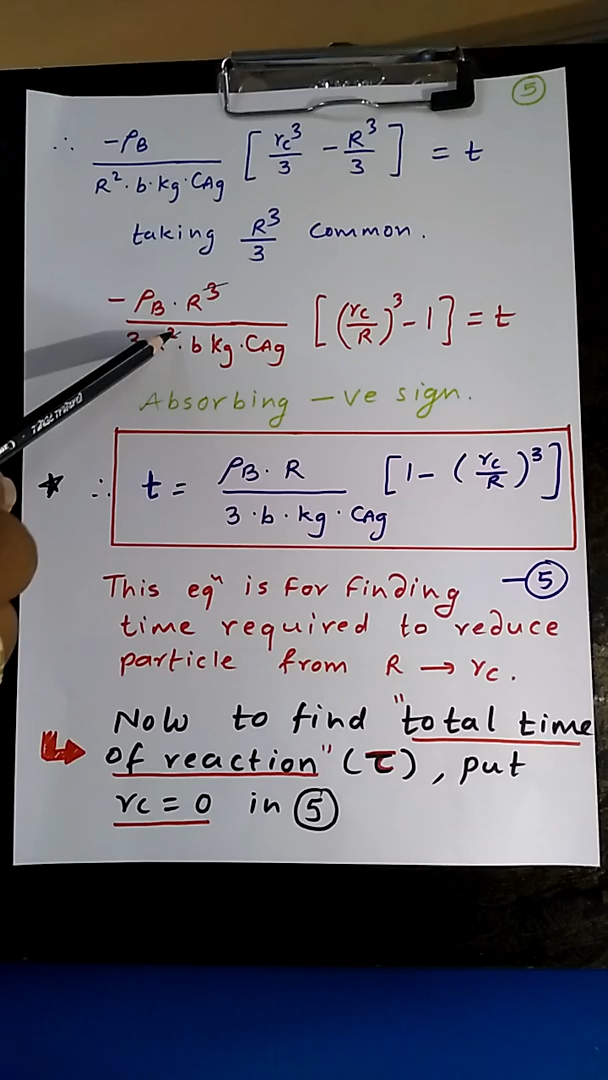 5
∴ -ρB / R²·b·kg·CAg [ rc³/3 - R³/3 ] = t
taking R³/3 common.
-ρB·R³ / 3 ²·b kg·CAg [(rc/R)³-1] = t
Absorbing -ve sign.
★ ∴ t = ρB·R / 3·b·kg·CAg [1-(rc/R)³]
This eqⁿ is for finding -5
time required to reduce
particle from R → rc.
Now to find "total time
of reaction" (τ), put
rc = 0 in 5